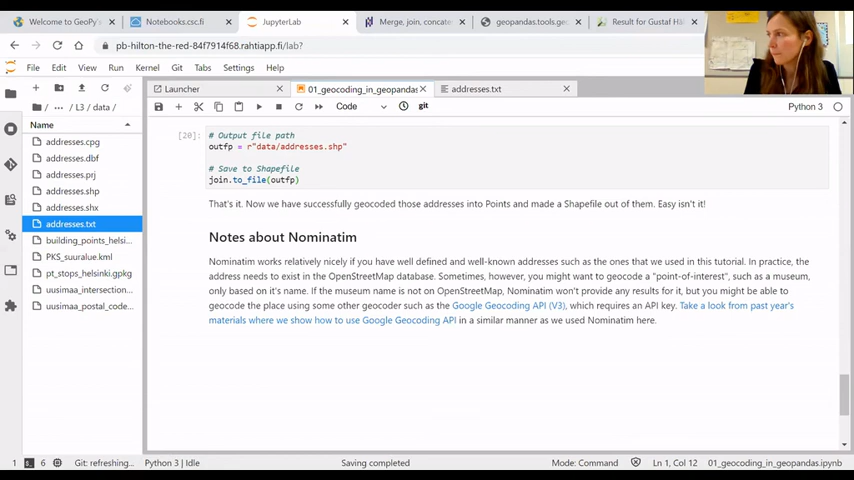 Welcome to GeoPy's
Notebooks.csc.fi
JupyterLab
Merge, join, concate
geopandas.tools.ge
Result for Gustaf Hä
pb-hilton-the-red-84f7914f68.rahtiapp.fi/lab?
File Edit View Run Kernel Git Tabs Settings Help
Launcher
01_geocoding_in_geopandas
addresses.txt
Code
git
Python 3
/ ... / L3 / data /
Name
addresses.cpg
addresses.dbf
addresses.prj
addresses.shp
addresses.shx
addresses.txt
building_points_helsi...
PKS_suuralue.kml
pt_stops_helsinki.gpkg
uusimaa_intersection...
uusimaa_postal_code...
[20]:
# Output file path
outfp = r"data/addresses.shp"
# Save to Shapefile
join.to_file(outfp)
That's it. Now we have successfully geocoded those addresses into Points and made a Shapefile out of them. Easy isn't it!
Notes about Nominatim
Nominatim works relatively nicely if you have well defined and well-known addresses such as the ones that we used in this tutorial. In practice, the
address needs to exist in the OpenStreetMap database. Sometimes, however, you might want to geocode a "point-of-interest", such as a museum,
only based on it's name. If the museum name is not on OpenStreetMap, Nominatim won't provide any results for it, but you might be able to
geocode the place using some other geocoder such as the Google Geocoding API (V3), which requires an API key. Take a look from past year's
materials where we show how to use Google Geocoding API in a similar manner as we used Nominatim here.
1 6 Git: refreshing... Python 3 | Idle Saving completed Mode: Command Ln 1, Col 12 01_geocoding_in_geopandas.ipynb